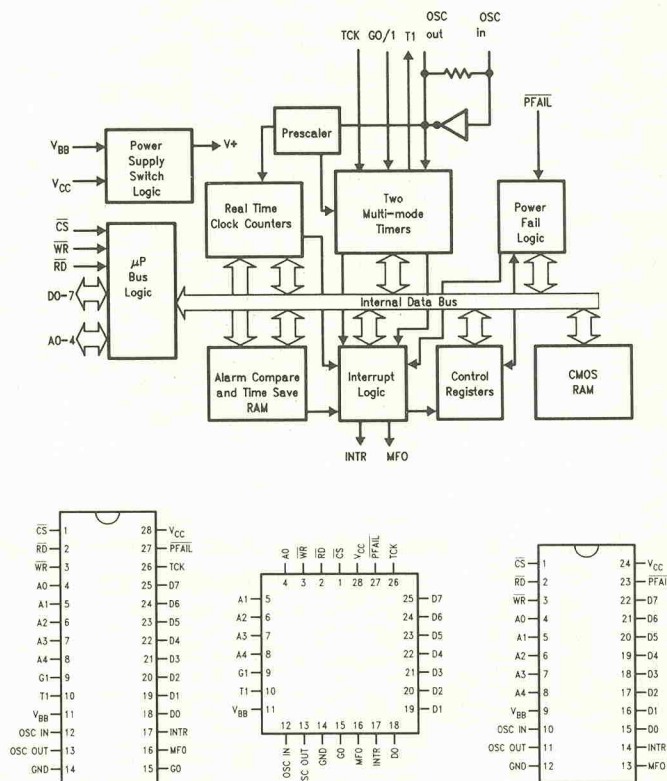 OSC OSC
TCK G0/1 T1 out in
PFAIL
Prescaler
VBB
Power Supply Switch Logic
V+
VCC
Real Time Clock Counters
Two Multi-mode Timers
Power Fail Logic
CS
WR
RD
μP Bus Logic
D0-7
Internal Data Bus
A0-4
Alarm Compare and Time Save RAM
Interrupt Logic
Control Registers
CMOS RAM
INTR MFO
CS 1 28 VCC
RD 2 27 PFAIL
WR 3 26 TCK
A0 4 25 D7
A1 5 24 D6
A2 6 23 D5
A3 7 22 D4
A4 8 21 D3
G1 9 20 D2
T1 10 19 D1
VBB 11 18 D0
OSC IN 12 17 INTR
OSC OUT 13 16 MFO
GND 14 15 G0
A0 WR RD CS VCC PFAIL TCK
4 3 2 1 28 27 26
A1 5 25 D7
A2 6 24 D6
A3 7 23 D5
A4 8 22 D4
G1 9 21 D3
T1 10 20 D2
VBB 11 19 D1
12 13 14 15 16 17 18
OSC IN SC OUT GND G0 MFO INTR D0
CS 1 24 VCC
RD 2 23 PFAI
WR 3 22 D7
A0 4 21 D6
A1 5 20 D5
A2 6 19 D4
A3 7 18 D3
A4 8 17 D2
VBB 9 16 D1
OSC IN 10 15 D0
OSC OUT 11 14 INTR
GND 12 13 MFO